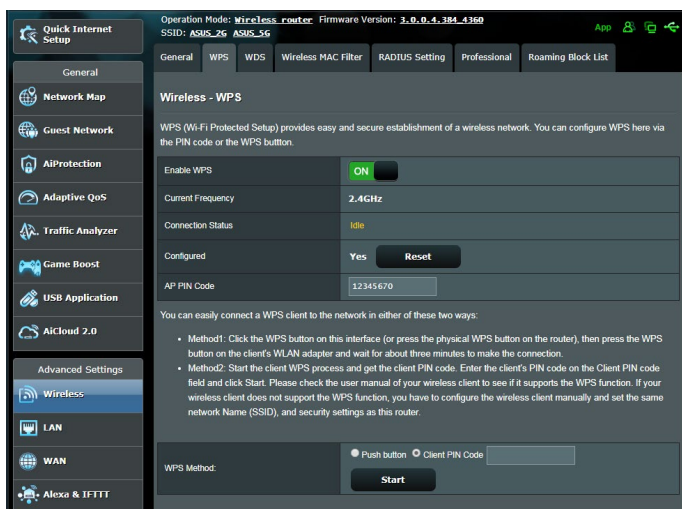 Quick Internet
Setup
General
Network Map
Guest Network
AiProtection
Adaptive QoS
Traffic Analyzer
Game Boost
USB Application
AiCloud 2.0
Advanced Settings
Wireless
LAN
WAN
Alexa & IFTTT
Operation Mode: Wireless router Firmware Version: 3.0.0.4.384_4360
SSID: ASUS_2G ASUS_5G
App
General WPS WDS Wireless MAC Filter RADIUS Setting Professional Roaming Block List
Wireless - WPS
WPS (Wi-Fi Protected Setup) provides easy and secure establishment of a wireless network. You can configure WPS here via
the PIN code or the WPS buttton.
Enable WPS ON
Current Frequency 2.4GHz
Connection Status Idle
Configured Yes Reset
AP PIN Code 12345670
You can easily connect a WPS client to the network in either of these two ways:
• Method1: Click the WPS button on this interface (or press the physical WPS button on the router), then press the WPS
button on the client's WLAN adapter and wait for about three minutes to make the connection.
• Method2: Start the client WPS process and get the client PIN code. Enter the client's PIN code on the Client PIN code
field and click Start. Please check the user manual of your wireless client to see if it supports the WPS function. If your
wireless client does not support the WPS function, you have to configure the wireless client manually and set the same
network Name (SSID), and security settings as this router.
WPS Method: Push button Client PIN Code
Start